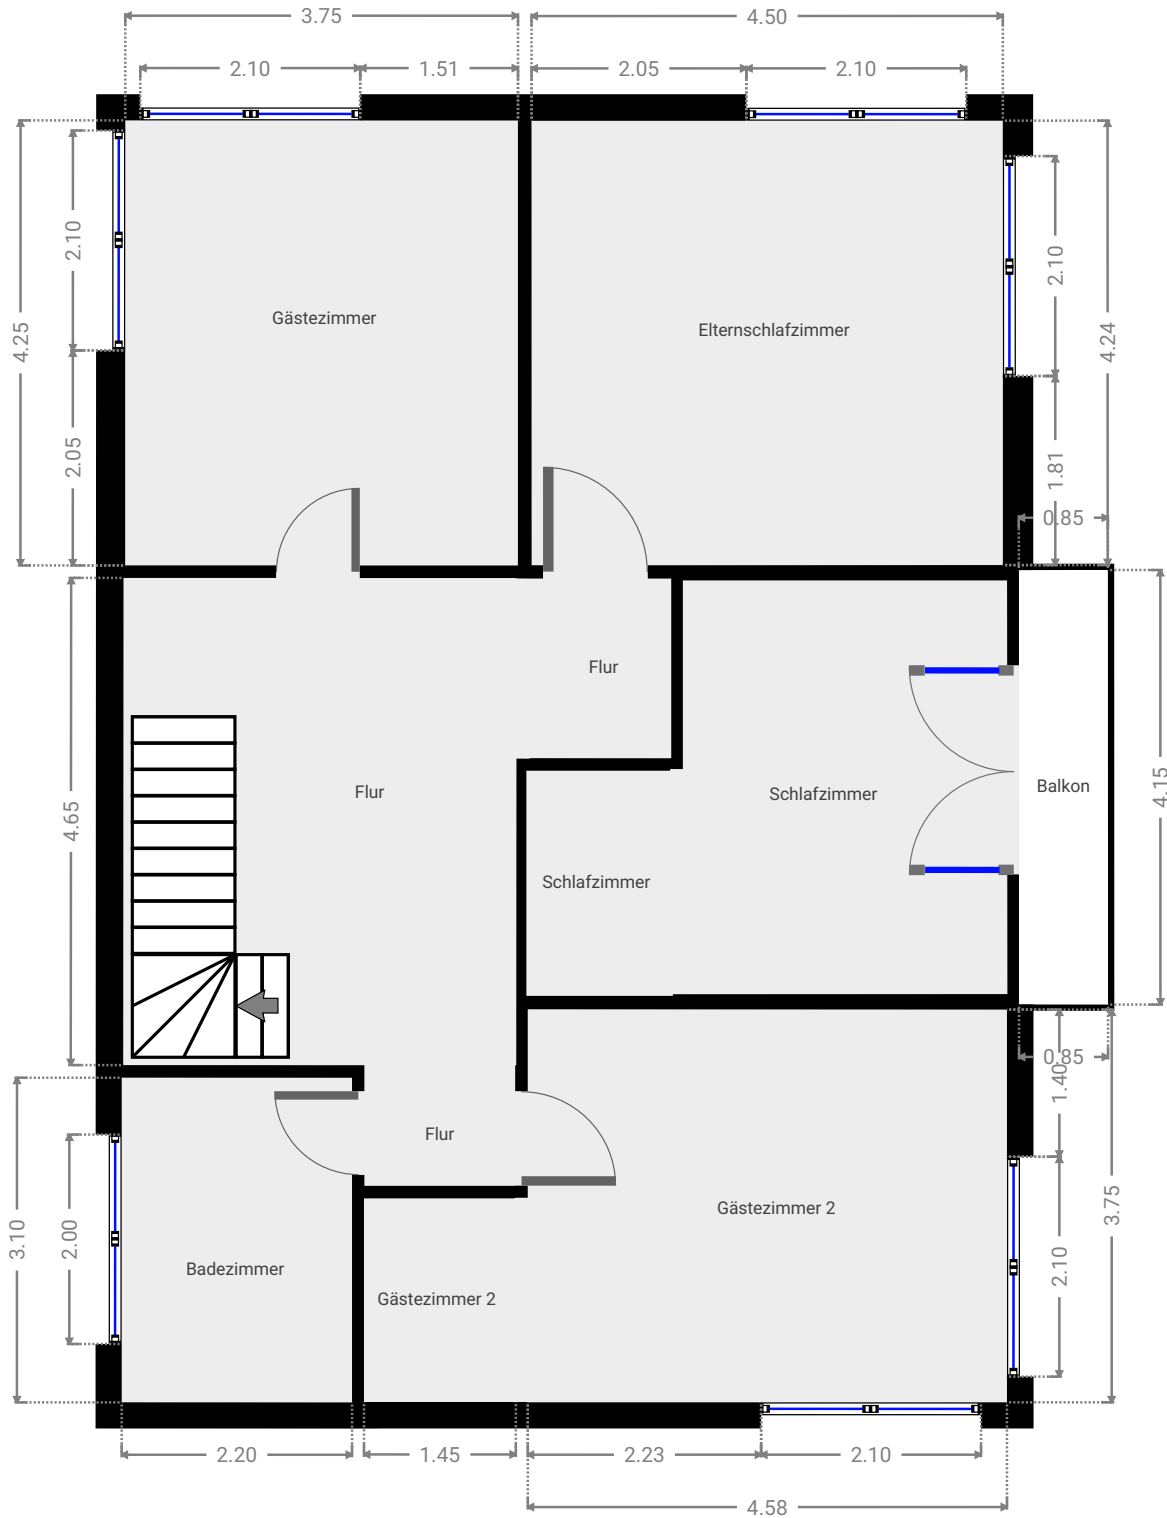 3.75
4.50
2.10
1.51
2.05
2.10
2.10
4.25
2.05
2.10
4.24
1.81
0.85
Gästezimmer
Elternschlafzimmer
Flur
Flur
Schlafzimmer
Balkon
Schlafzimmer
4.65
4.15
0.85
1.40
Flur
Gästezimmer 2
3.75
2.10
3.10
2.00
Badezimmer
Gästezimmer 2
2.20
1.45
2.23
2.10
4.58